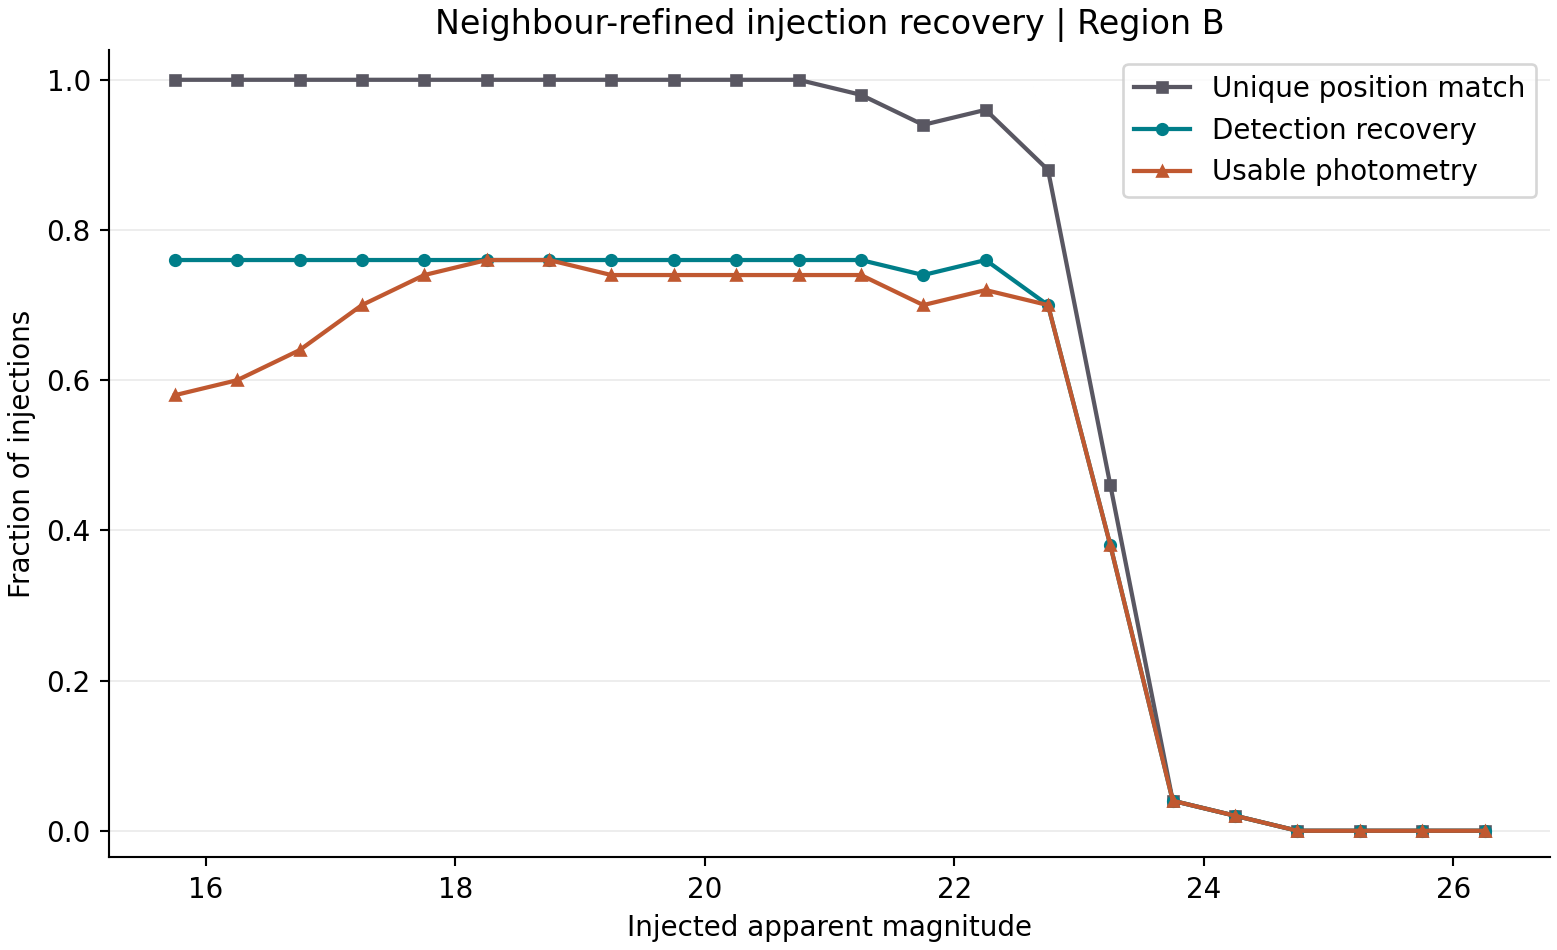 Neighbour-refined injection recovery | Region B
Unique position match
Detection recovery
Usable photometry
Fraction of injections
1.0
0.8
0.6
0.4
0.2
0.0
16 18 20 22 24 26
Injected apparent magnitude